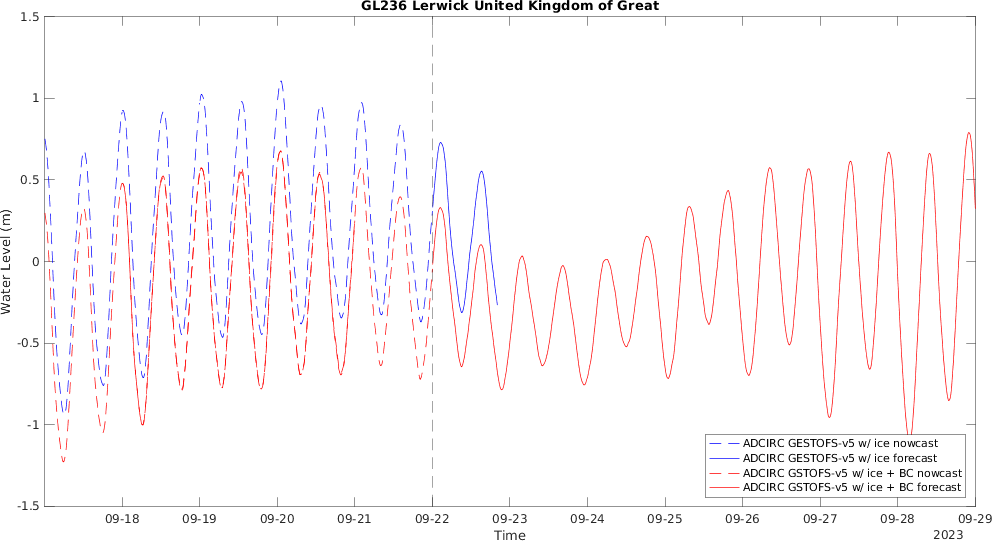 GL236 Lerwick United Kingdom of Great
1.5
1
0.5
0
-0.5
-1
-1.5
Water Level (m)
ADCIRC GESTOFS-v5 w/ ice nowcast
ADCIRC GESTOFS-v5 w/ ice forecast
ADCIRC GSTOFS-v5 w/ ice + BC nowcast
ADCIRC GSTOFS-v5 w/ ice + BC forecast
09-18 09-19 09-20 09-21 09-22 09-23 09-24 09-25 09-26 09-27 09-28 09-29
Time
2023